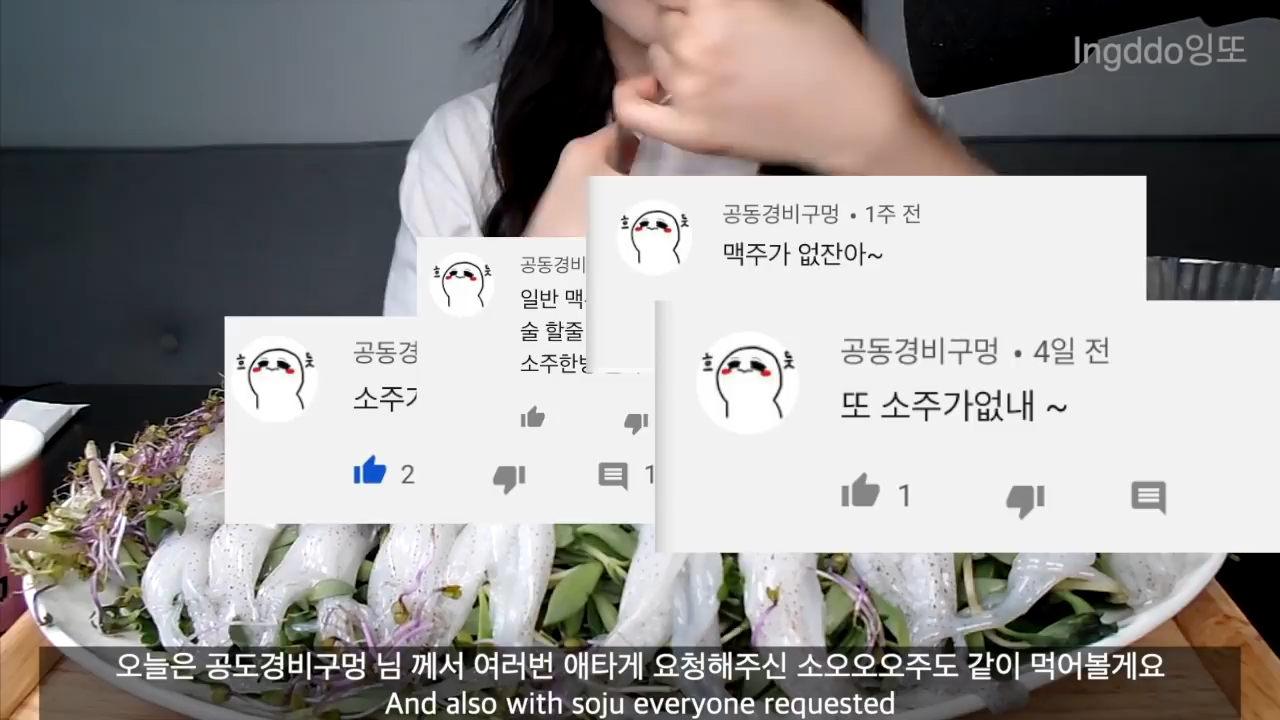 Ingddo잉또
공동경비구멍 • 1주 전
맥주가 없잖아~
공동경비
일반 맥
술 할줄
소주한
공동경
소주
2
1
흐 뭇
공동경비구멍 • 4일 전
또 소주가없내 ~
1
오늘은 공도경비구멍 님 께서 여러번 애타게 요청해주신 소오오오주도 같이 먹어볼게요
And also with soju everyone requested